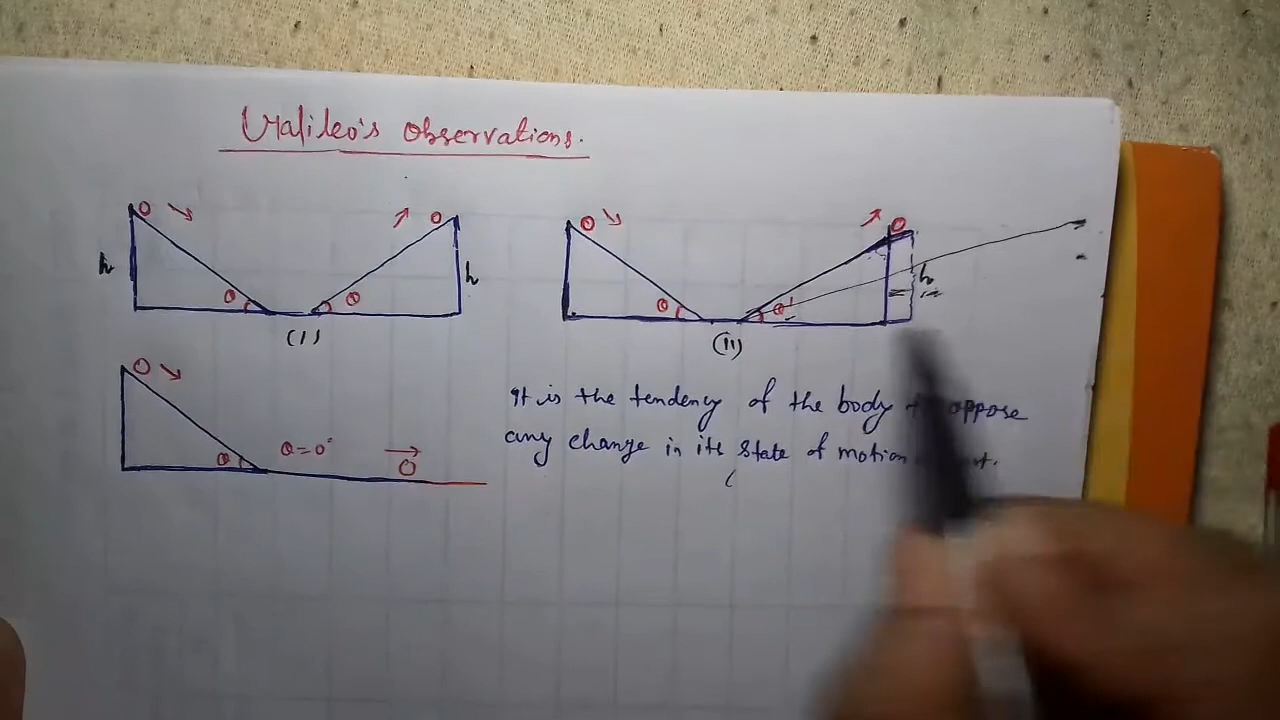 Galileo's Observations.
h
θ
θ
h
(I)
θ
θ'
h
(II)
θ
θ=0°
It is the tendency of the body oppose
any change in its state of motion